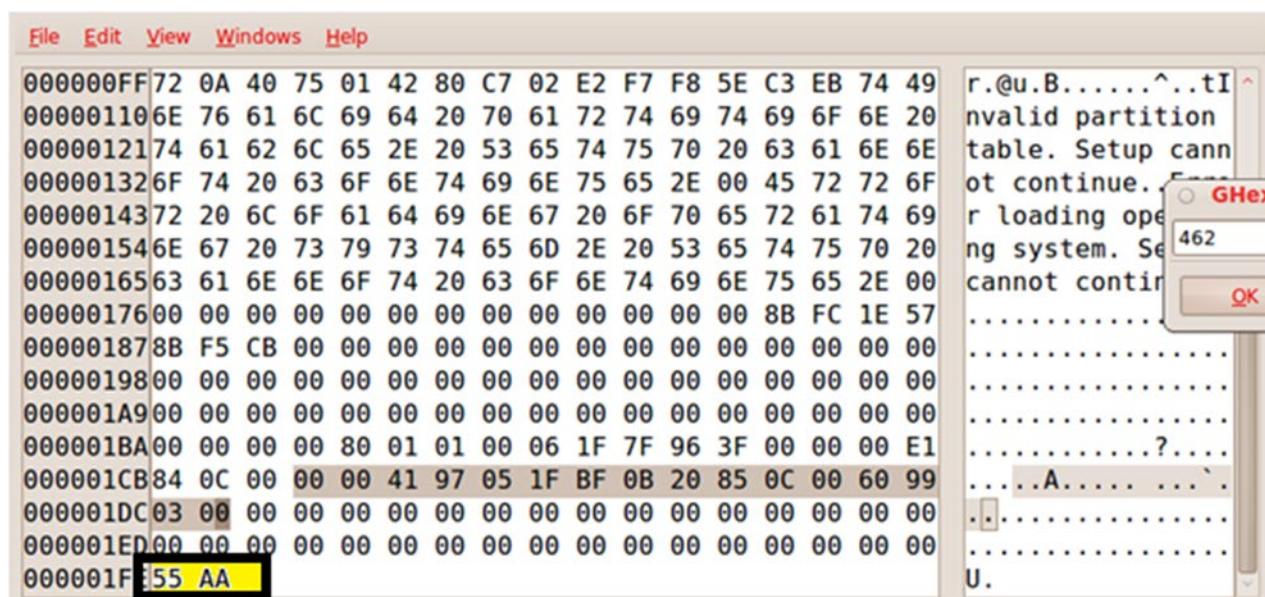 File Edit View Windows Help
000000FF 72 0A 40 75 01 42 80 C7 02 E2 F7 F8 5E C3 EB 74 49 r.@u.B......^..tI
00000110 6E 76 61 6C 69 64 20 70 61 72 74 69 74 69 6F 6E 20 nvalid partition
00000121 74 61 62 6C 65 2E 20 53 65 74 75 70 20 63 61 6E 6E table. Setup cann
00000132 6F 74 20 63 6F 6E 74 69 6E 75 65 2E 00 45 72 72 6F ot continue..Erro
00000143 72 20 6C 6F 61 64 69 6E 67 20 6F 70 65 72 61 74 69 r loading ope
00000154 6E 67 20 73 79 73 74 65 6D 2E 20 53 65 74 75 70 20 ng system. Se
00000165 63 61 6E 6E 6F 74 20 63 6F 6E 74 69 6E 75 65 2E 00 cannot contin
00000176 00 00 00 00 00 00 00 00 00 00 00 00 00 8B FC 1E 57 .............
00000187 8B F5 CB 00 00 00 00 00 00 00 00 00 00 00 00 00 00 .................
00000198 00 00 00 00 00 00 00 00 00 00 00 00 00 00 00 00 00 .................
000001A9 00 00 00 00 00 00 00 00 00 00 00 00 00 00 00 00 00 .................
000001BA 00 00 00 00 80 01 01 00 06 1F 7F 96 3F 00 00 00 E1 ............?....
000001CB 84 0C 00 00 00 41 97 05 1F BF 0B 20 85 0C 00 60 99 .....A..... ...`.
000001DC 03 00 00 00 00 00 00 00 00 00 00 00 00 00 00 00 00 .................
000001ED 00 00 00 00 00 00 00 00 00 00 00 00 00 00 00 00 00 .................
000001FE 55 AA U.
GHex
462
OK